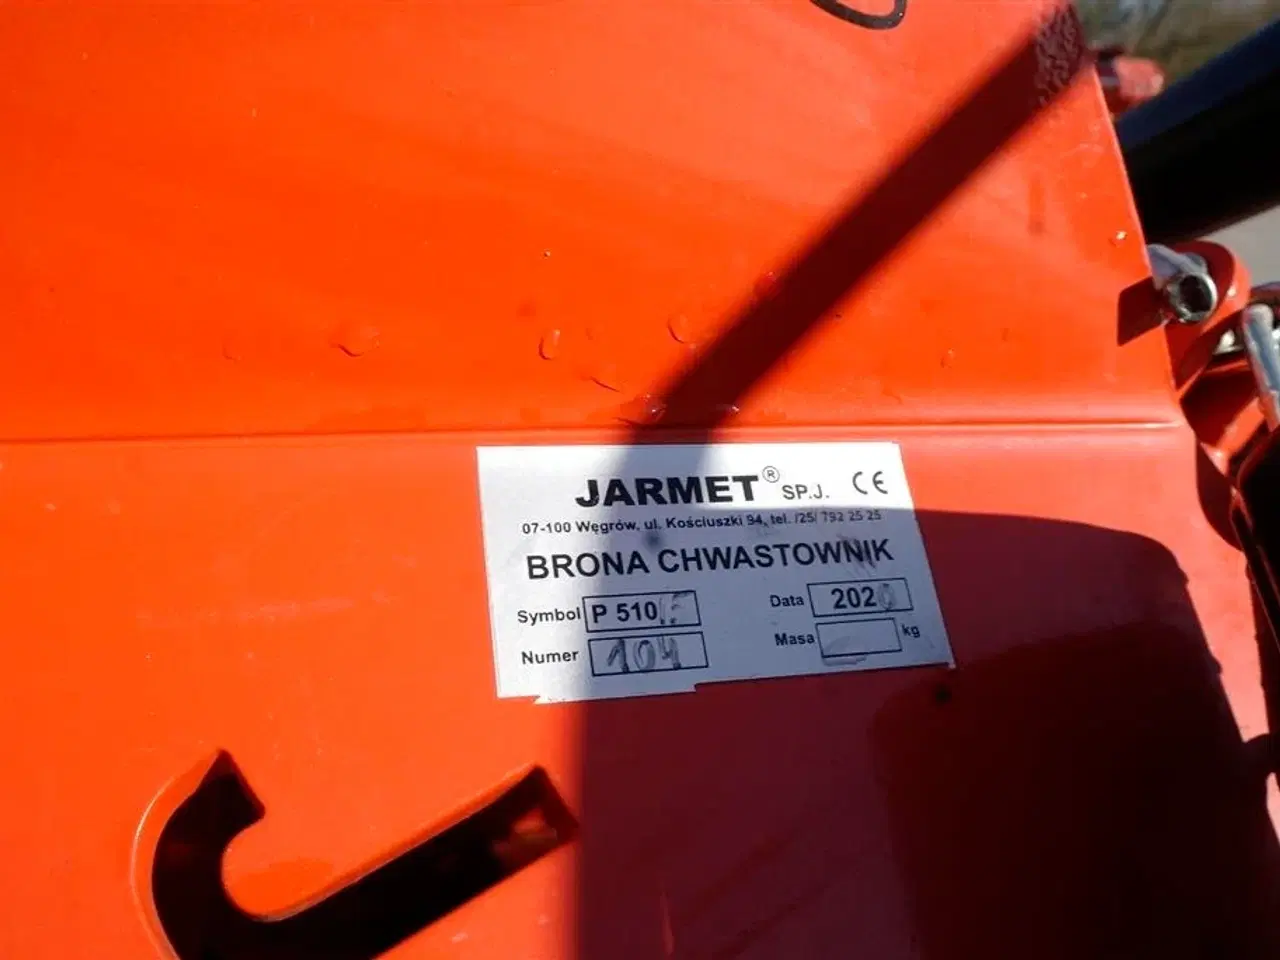 JARMET® SP.J. CE
07-100 Węgrów, ul. Kościuszki 94, tel. /25/ 792 25 25
BRONA CHWASTOWNIK
Symbol P 510 Data 2020
Numer 104 Masa kg